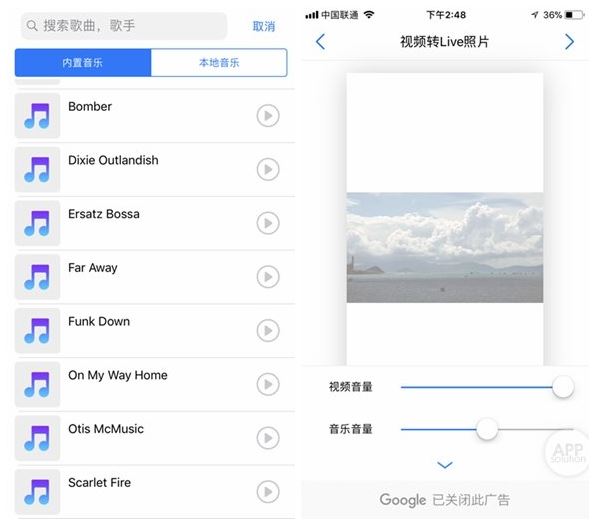 搜索歌曲，歌手
取消
内置音乐
本地音乐
Bomber
Dixie Outlandish
Ersatz Bossa
Far Away
Funk Down
On My Way Home
Otis McMusic
Scarlet Fire
中国联通
下午2:48
36%
视频转Live照片
视频音量
音乐音量
APP
solution
Google 已关闭此广告